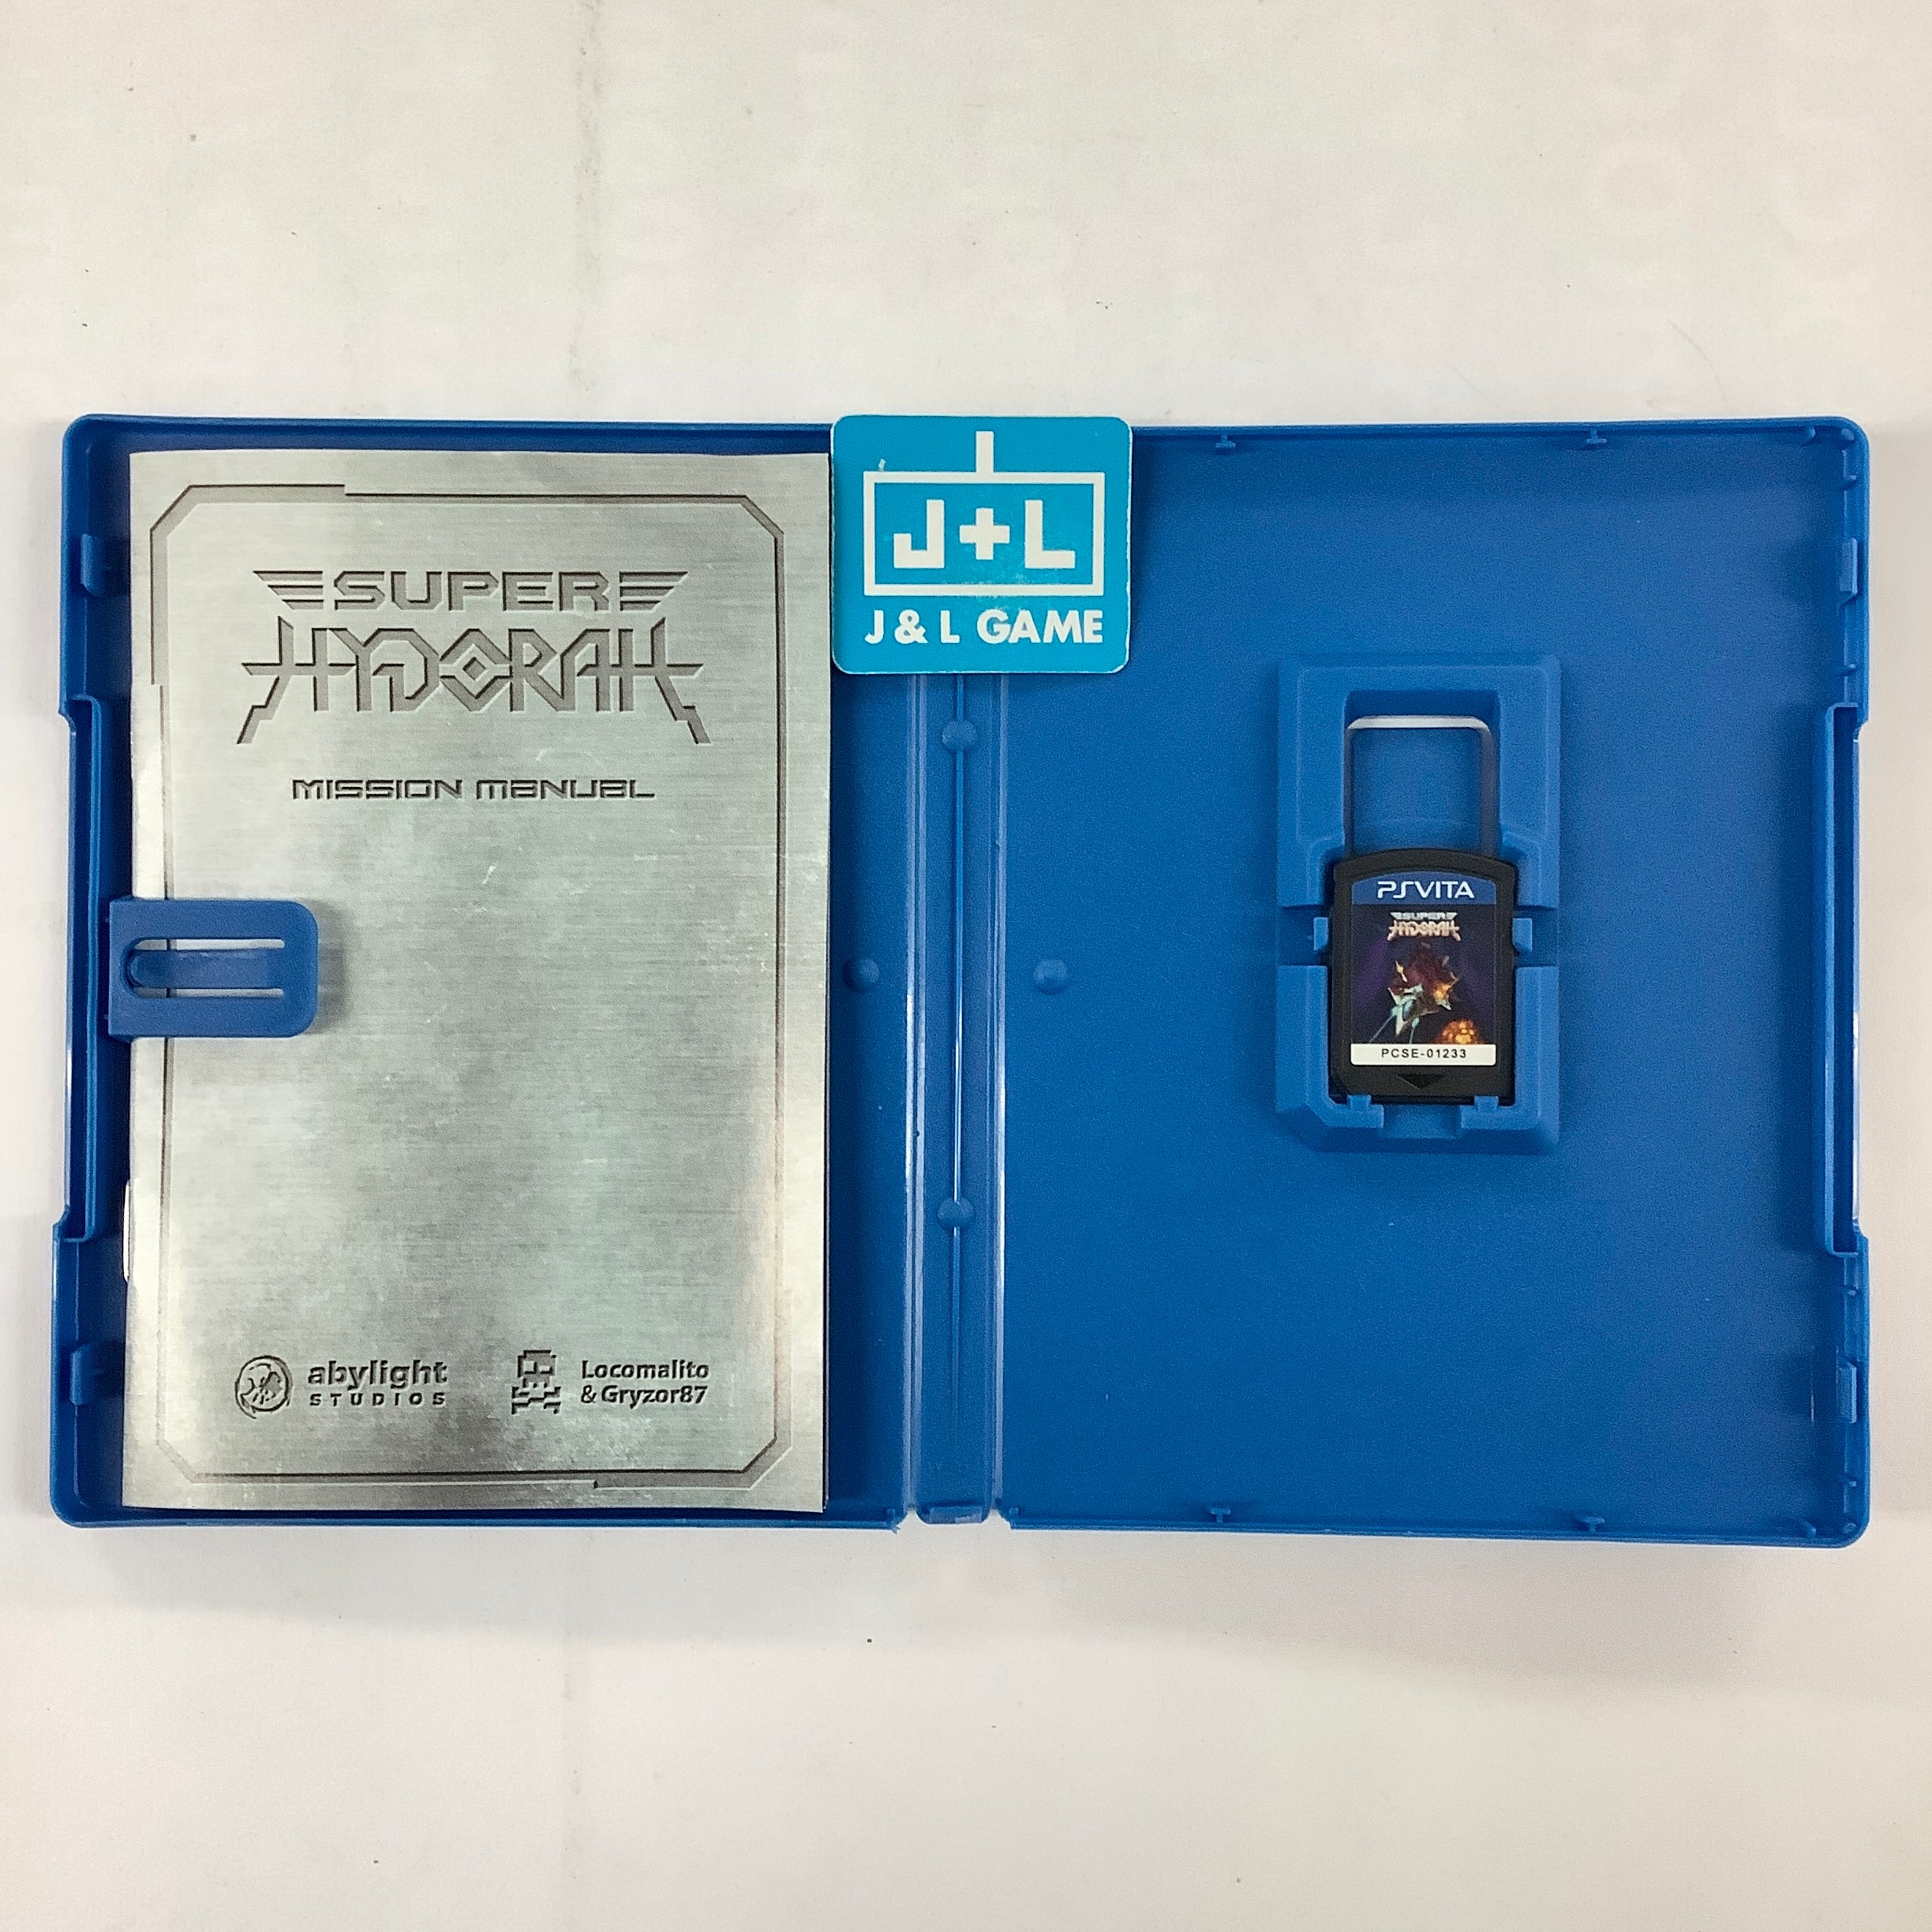 SUPER
HYDORAH
MISSION MANUAL
abylight
STUDIOS
Locomalito
& Gryzor87
J+L
J & L GAME
PSVITA
SUPER
HYDORAH
PCSE-01233